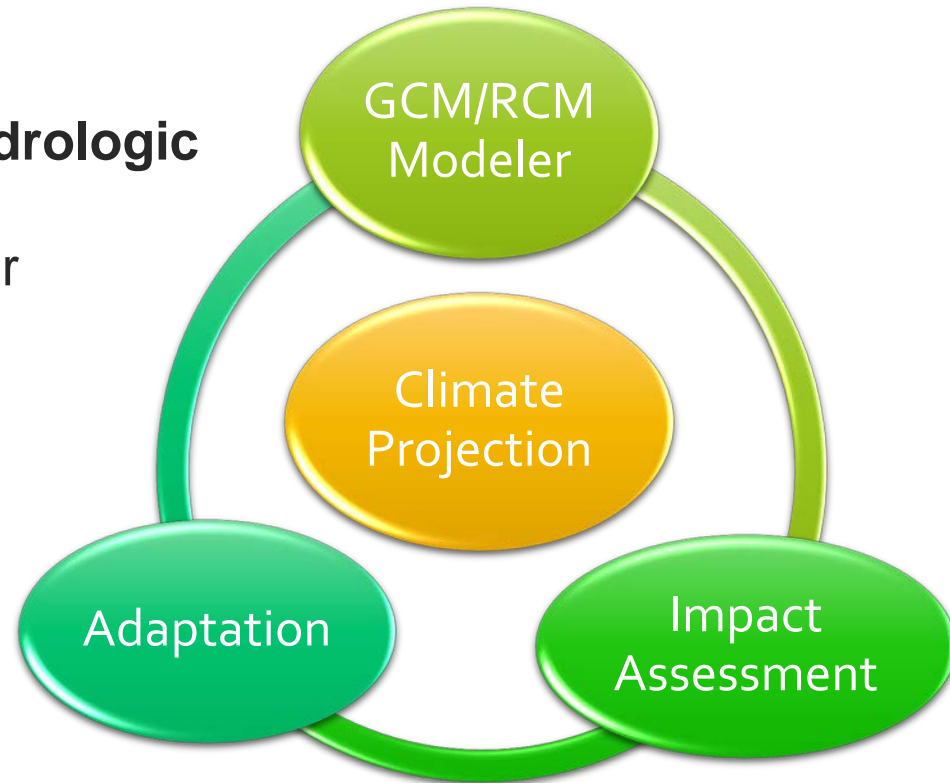 drologic
r
GCM/RCM
Modeler
Climate
Projection
Adaptation
Impact
Assessment